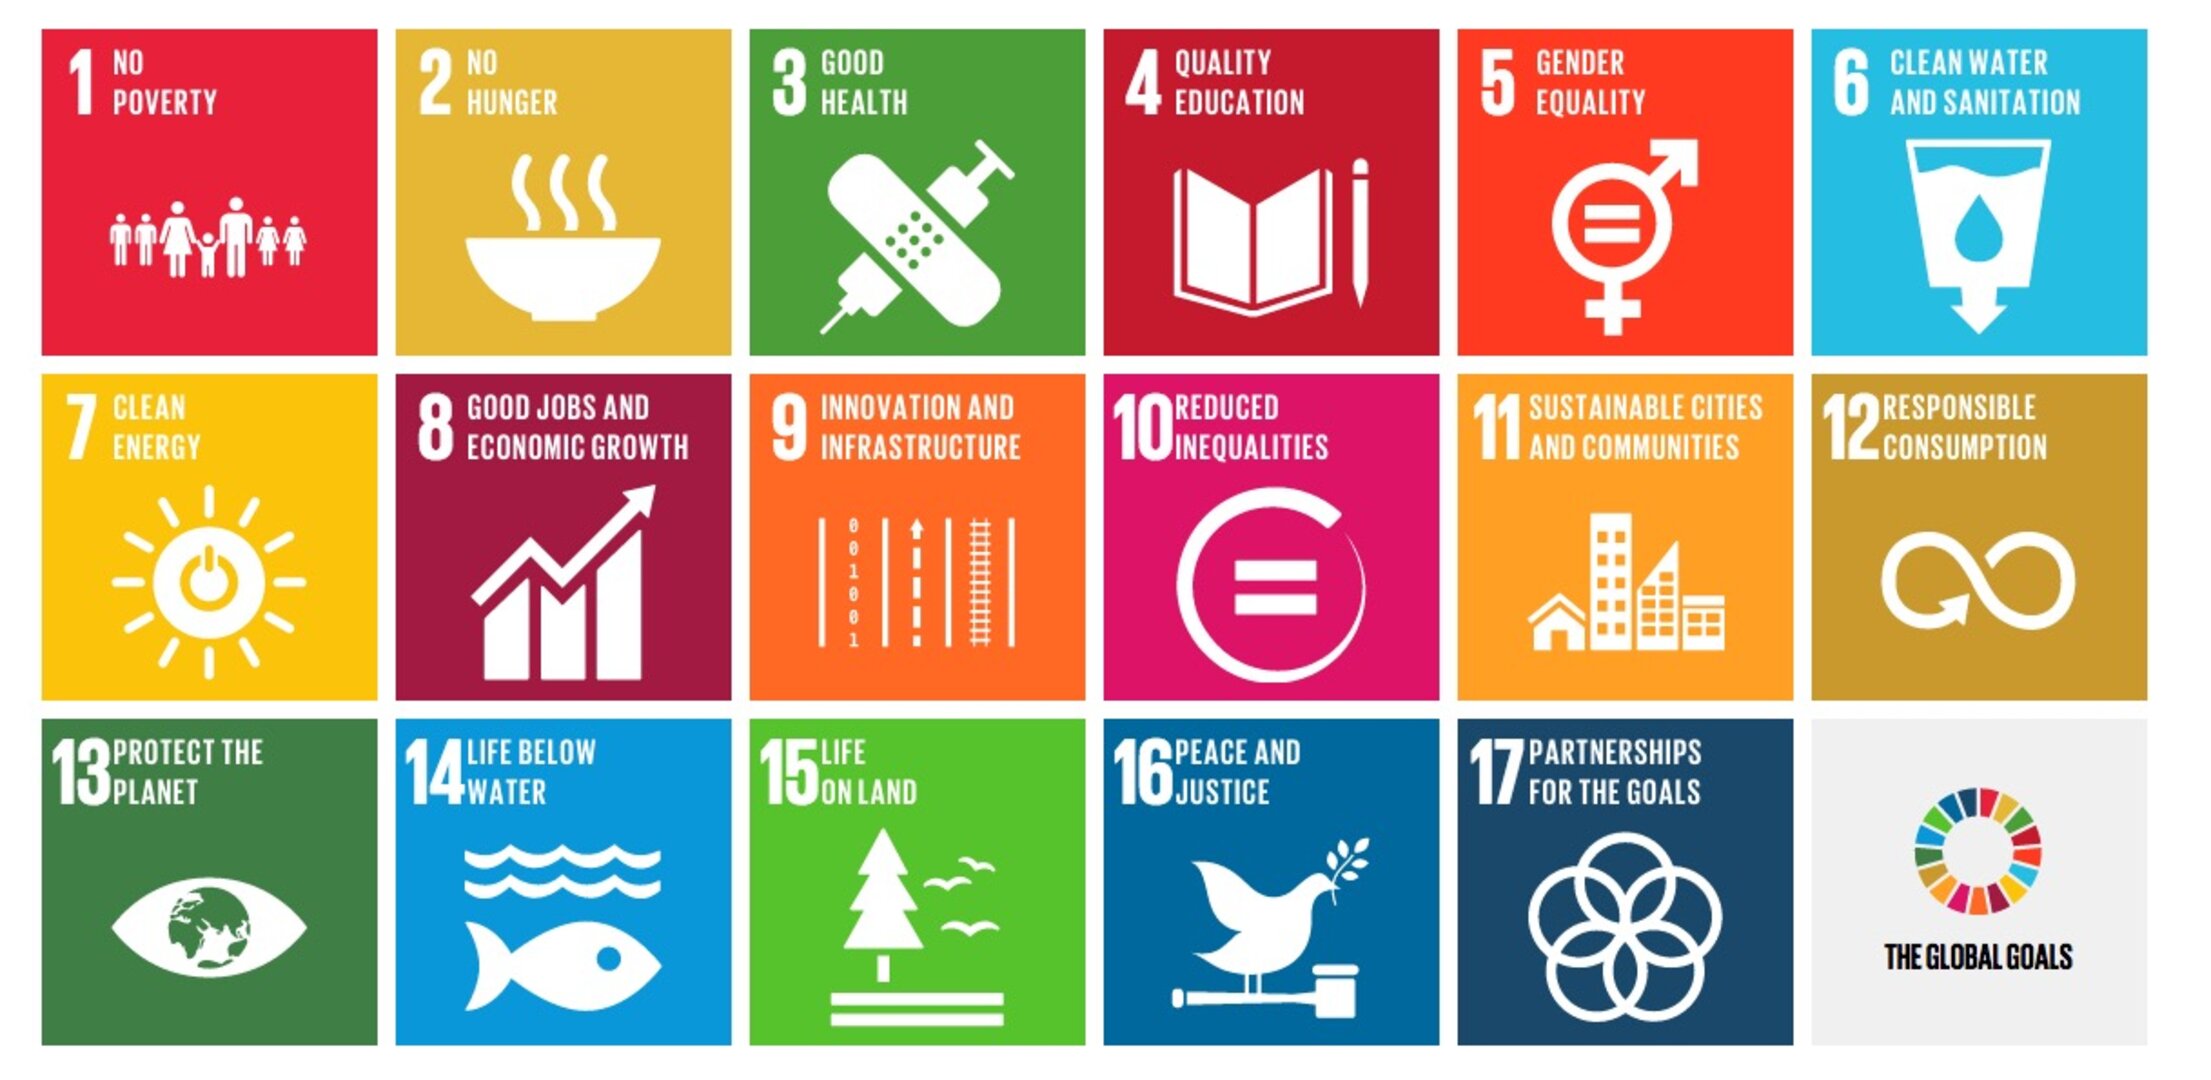 1 NO
POVERTY
2 NO
HUNGER
3 GOOD
HEALTH
4 QUALITY
EDUCATION
5 GENDER
EQUALITY
6 CLEAN WATER
AND SANITATION
7 CLEAN
ENERGY
8 GOOD JOBS AND
ECONOMIC GROWTH
9 INNOVATION AND
INFRASTRUCTURE
0
0
1
0
0
1
10 REDUCED
INEQUALITIES
11 SUSTAINABLE CITIES
AND COMMUNITIES
12 RESPONSIBLE
CONSUMPTION
13 PROTECT THE
PLANET
14 LIFE BELOW
WATER
15 LIFE
ON LAND
16 PEACE AND
JUSTICE
17 PARTNERSHIPS
FOR THE GOALS
THE GLOBAL GOALS